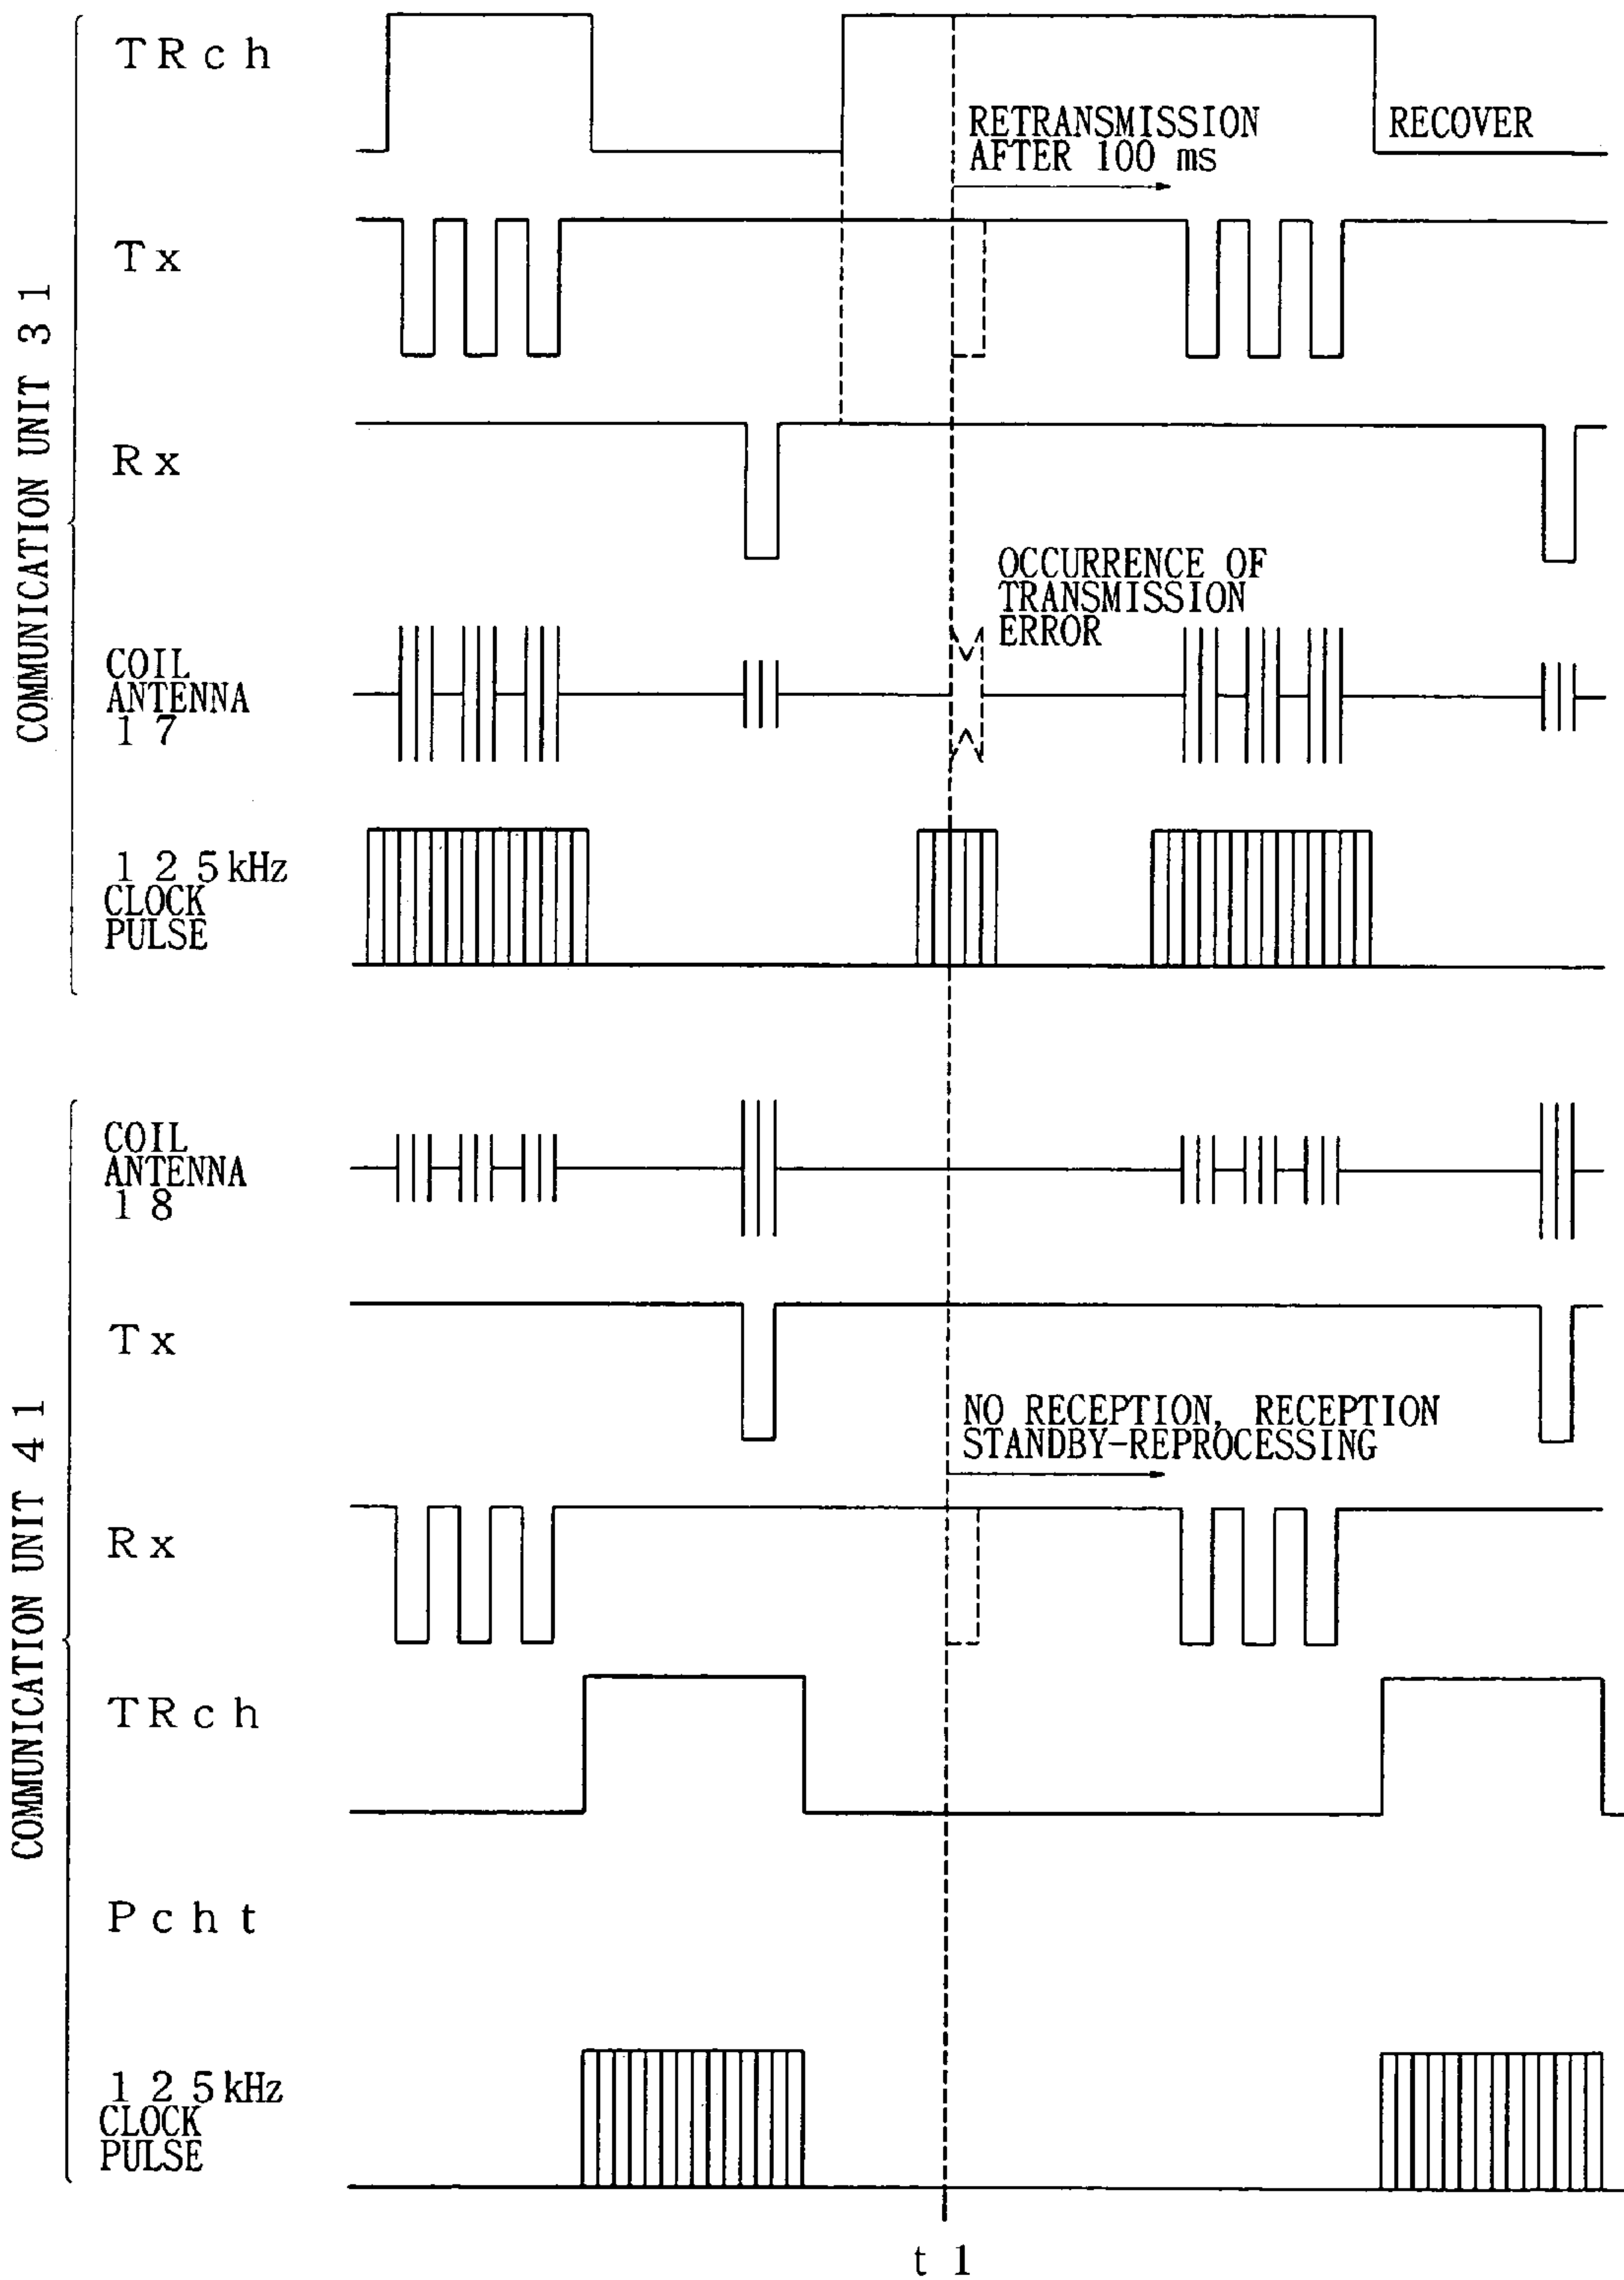 COMMUNICATION UNIT 31
TRch
RETRANSMISSION
AFTER 100 ms
RECOVER
Tx
Rx
OCCURRENCE OF
TRANSMISSION
ERROR
COIL
ANTENNA
17
125kHz
CLOCK
PULSE
COMMUNICATION UNIT 41
COIL
ANTENNA
18
Tx
NO RECEPTION, RECEPTION
STANDBY-REPROCESSING
Rx
TRch
Pcht
125kHz
CLOCK
PULSE
t1